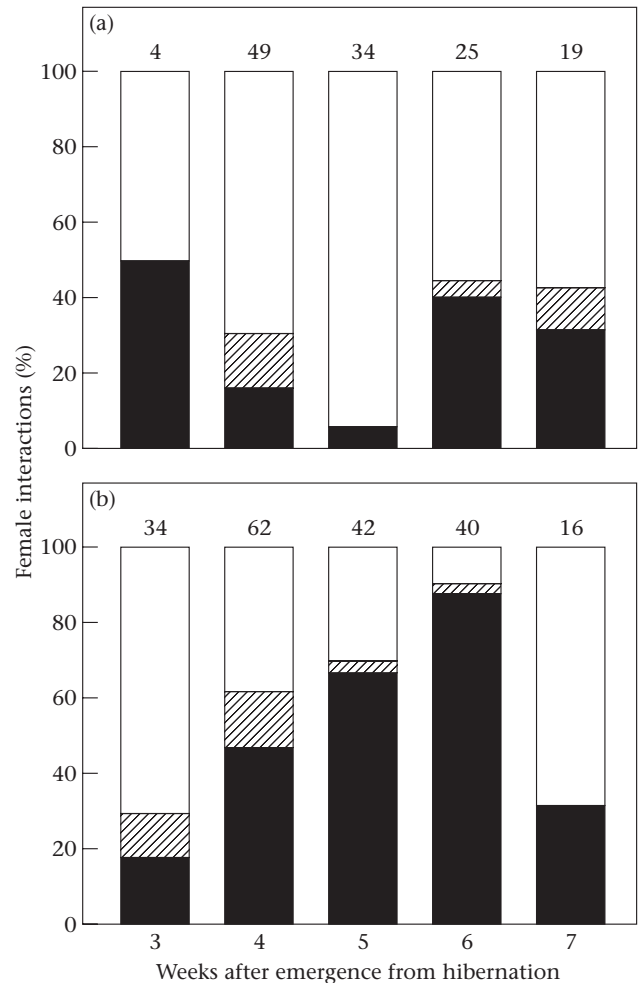 (a)
4 49 34 25 19
100
80
60
40
20
0
(b)
34 62 42 40 16
100
80
60
40
20
0
3 4 5 6 7
Weeks after emergence from hibernation
Female interactions (%)